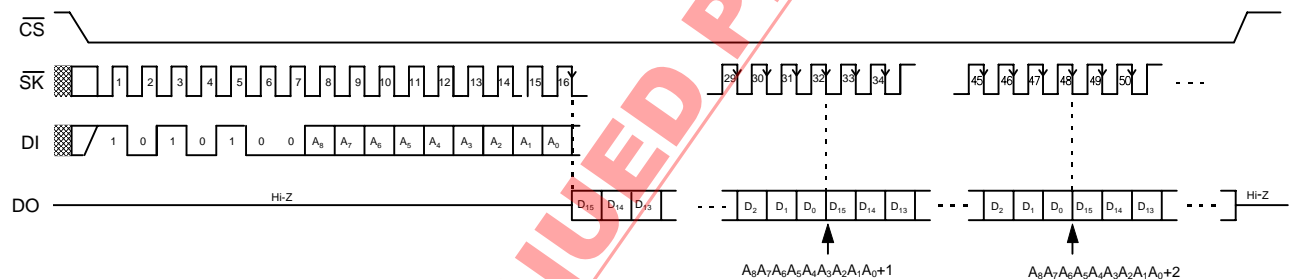 CS
SK 1 2 3 4 5 6 7 8 9 10 11 12 13 14 15 16 29 30 31 32 33 34 45 46 47 48 49 50
DI 1 0 1 0 1 0 0 A8 A7 A6 A5 A4 A3 A2 A1 A0
Hi-Z Hi-Z
DO D15 D14 D13 D2 D1 D0 D15 D14 D13 D2 D1 D0 D15 D14 D13
A8A7A6A5A4A3A2A1A0+1 A8A7A6A5A4A3A2A1A0+2